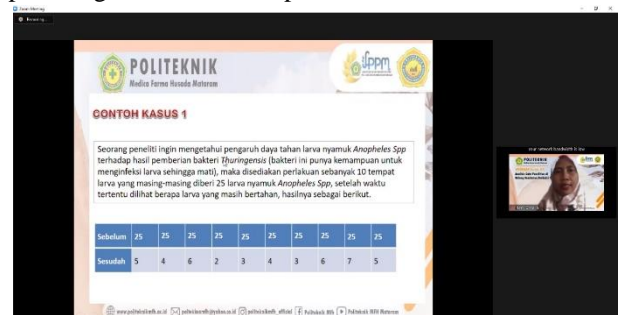 Zoom Meeting
POLITEKNIK
Medica Farma Husada Mataram
CONTOH KASUS 1
Seorang peneliti ingin mengetahui pengaruh daya tahan larva nyamuk Anopheles Spp
terhadap hasil pemberian bakteri Thuringensis (bakteri ini punya kemampuan untuk
menginfeksi larva sehingga mati), maka disediakan perlakuan sebanyak 10 tempat
larva yang masing-masing diberi 25 larva nyamuk Anopheles Spp, setelah waktu
tertentu dilihat berapa larva yang masih bertahan, hasilnya sebagai berikut.
Sebelum 25 25 25 25 25 25 25 25 25 25
Sesudah 5 4 6 2 3 4 3 6 7 5
POLITEKNIK